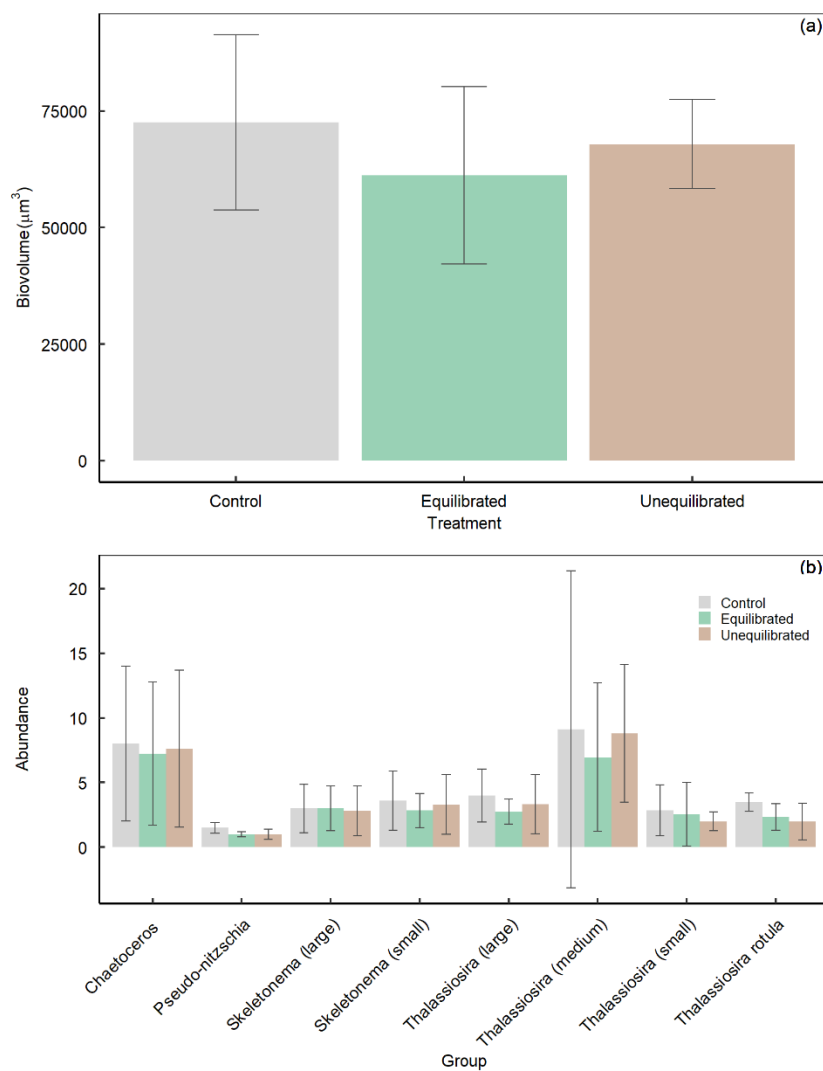 (a)
75000
50000
25000
0
Biovolume (μm³)
Control
Equilibrated
Unequilibrated
Treatment
(b)
20
15
10
5
0
Abundance
Control
Equilibrated
Unequilibrated
Chaetoceros
Pseudo-nitzschia
Skeletonema (large)
Skeletonema (small)
Thalassiosira (large)
Thalassiosira (medium)
Thalassiosira (small)
Thalassiosira rotula
Group